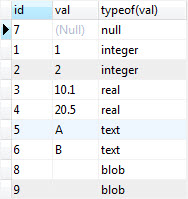 id val typeof(val)
7 (Null) null
1 1 integer
2 2 integer
3 10.1 real
4 20.5 real
5 A text
6 B text
8 blob
9 blob